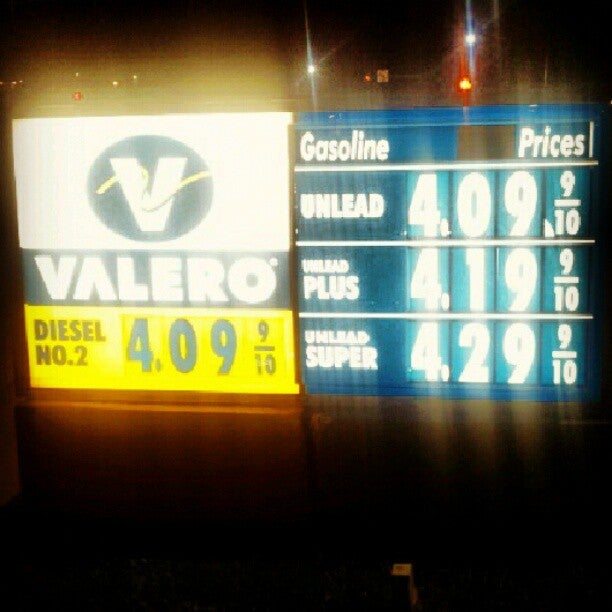 V
VALERO
DIESEL NO.2 4.09 9/10
Gasoline Prices
UNLEAD 4.09 9/10
UNLEAD PLUS 4.19 9/10
UNLEAD SUPER 4.29 9/10